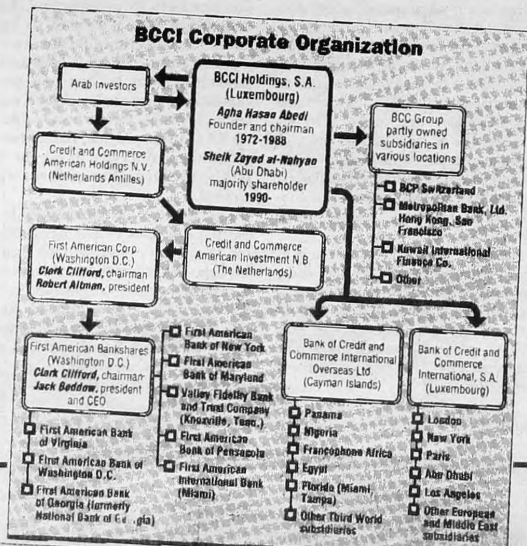 BCCI Corporate Organization
Arab Investors
BCCI Holdings, S.A.
(Luxembourg)
Agha Hasan Abedi
Founder and chairman
1972-1988
Sheik Zayed al-Nahyan
(Abu Dhabi)
majority shareholder
1990-
BCC Group
partly owned
subsidiaries in
various locations
BCP Switzerland
Metropolitan Bank, Ltd.
Hong Kong, Sao
Francisco
Kuwait International
Finance Co.
Other
Credit and Commerce
American Holdings N.V.
(Netherlands Antilles)
Credit and Commerce
American Investment N B
(The Netherlands)
First American Corp
(Washington D.C.)
Clark Clifford, chairman
Robert Altman, president
First American Bankshares
(Washington D.C.)
Clark Clifford, chairman
Jack Beddow, president
and CEO
First American Bank
of Virginia
First American Bank of
Washington D.C.
First American Bank
of Georgia (formerly
National Bank of
First American
Bank of New York
First American
Bank of Maryland
Valley Fidelity Bank
and Trust Company
(Knoxville, Tenn.)
First American
Bank of Pensacola
First American
International Bank
(Miami)
Bank of Credit and
Commerce International
Overseas Ltd
(Cayman Islands)
Panama
Nigeria
Francophone Africa
Egypt
Florida (Miami,
Tampa)
Other Third World
subsidiaries
Bank of Credit and
Commerce
International, S.A.
(Luxembourg)
London
New York
Paris
Abu Dhabi
Los Angeles
Other European
and Middle East
subsidiaries